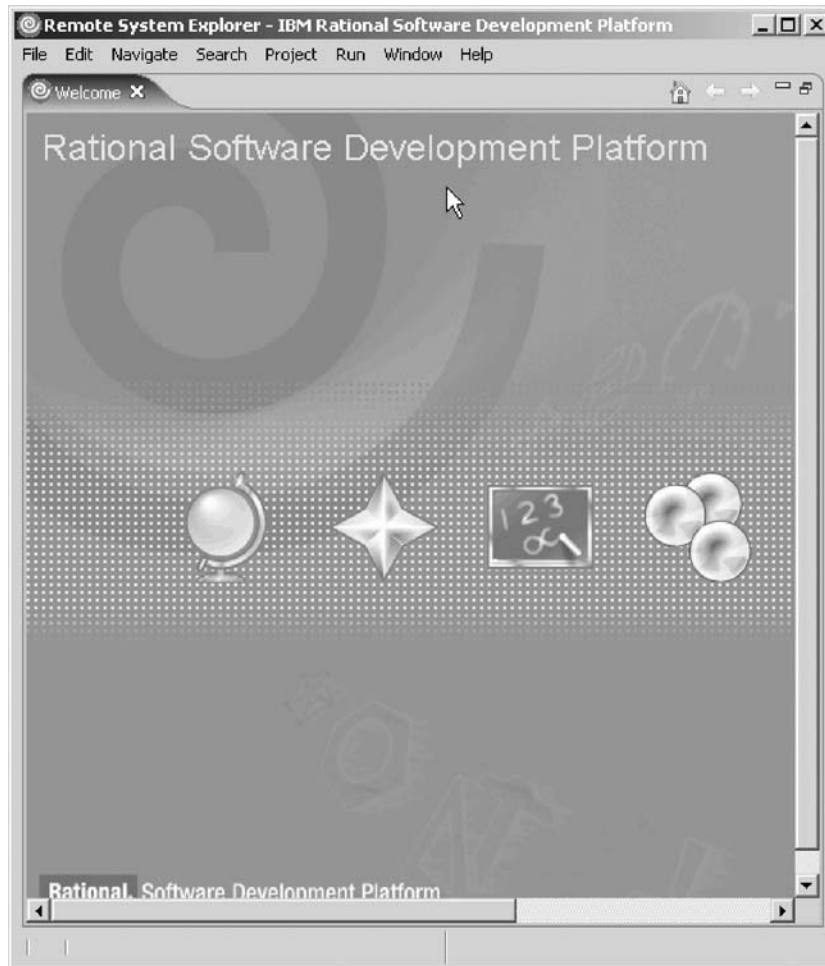 Remote System Explorer - IBM Rational Software Development Platform
File Edit Navigate Search Project Run Window Help
Welcome
Rational Software Development Platform
123
Rational. Software Development Platform